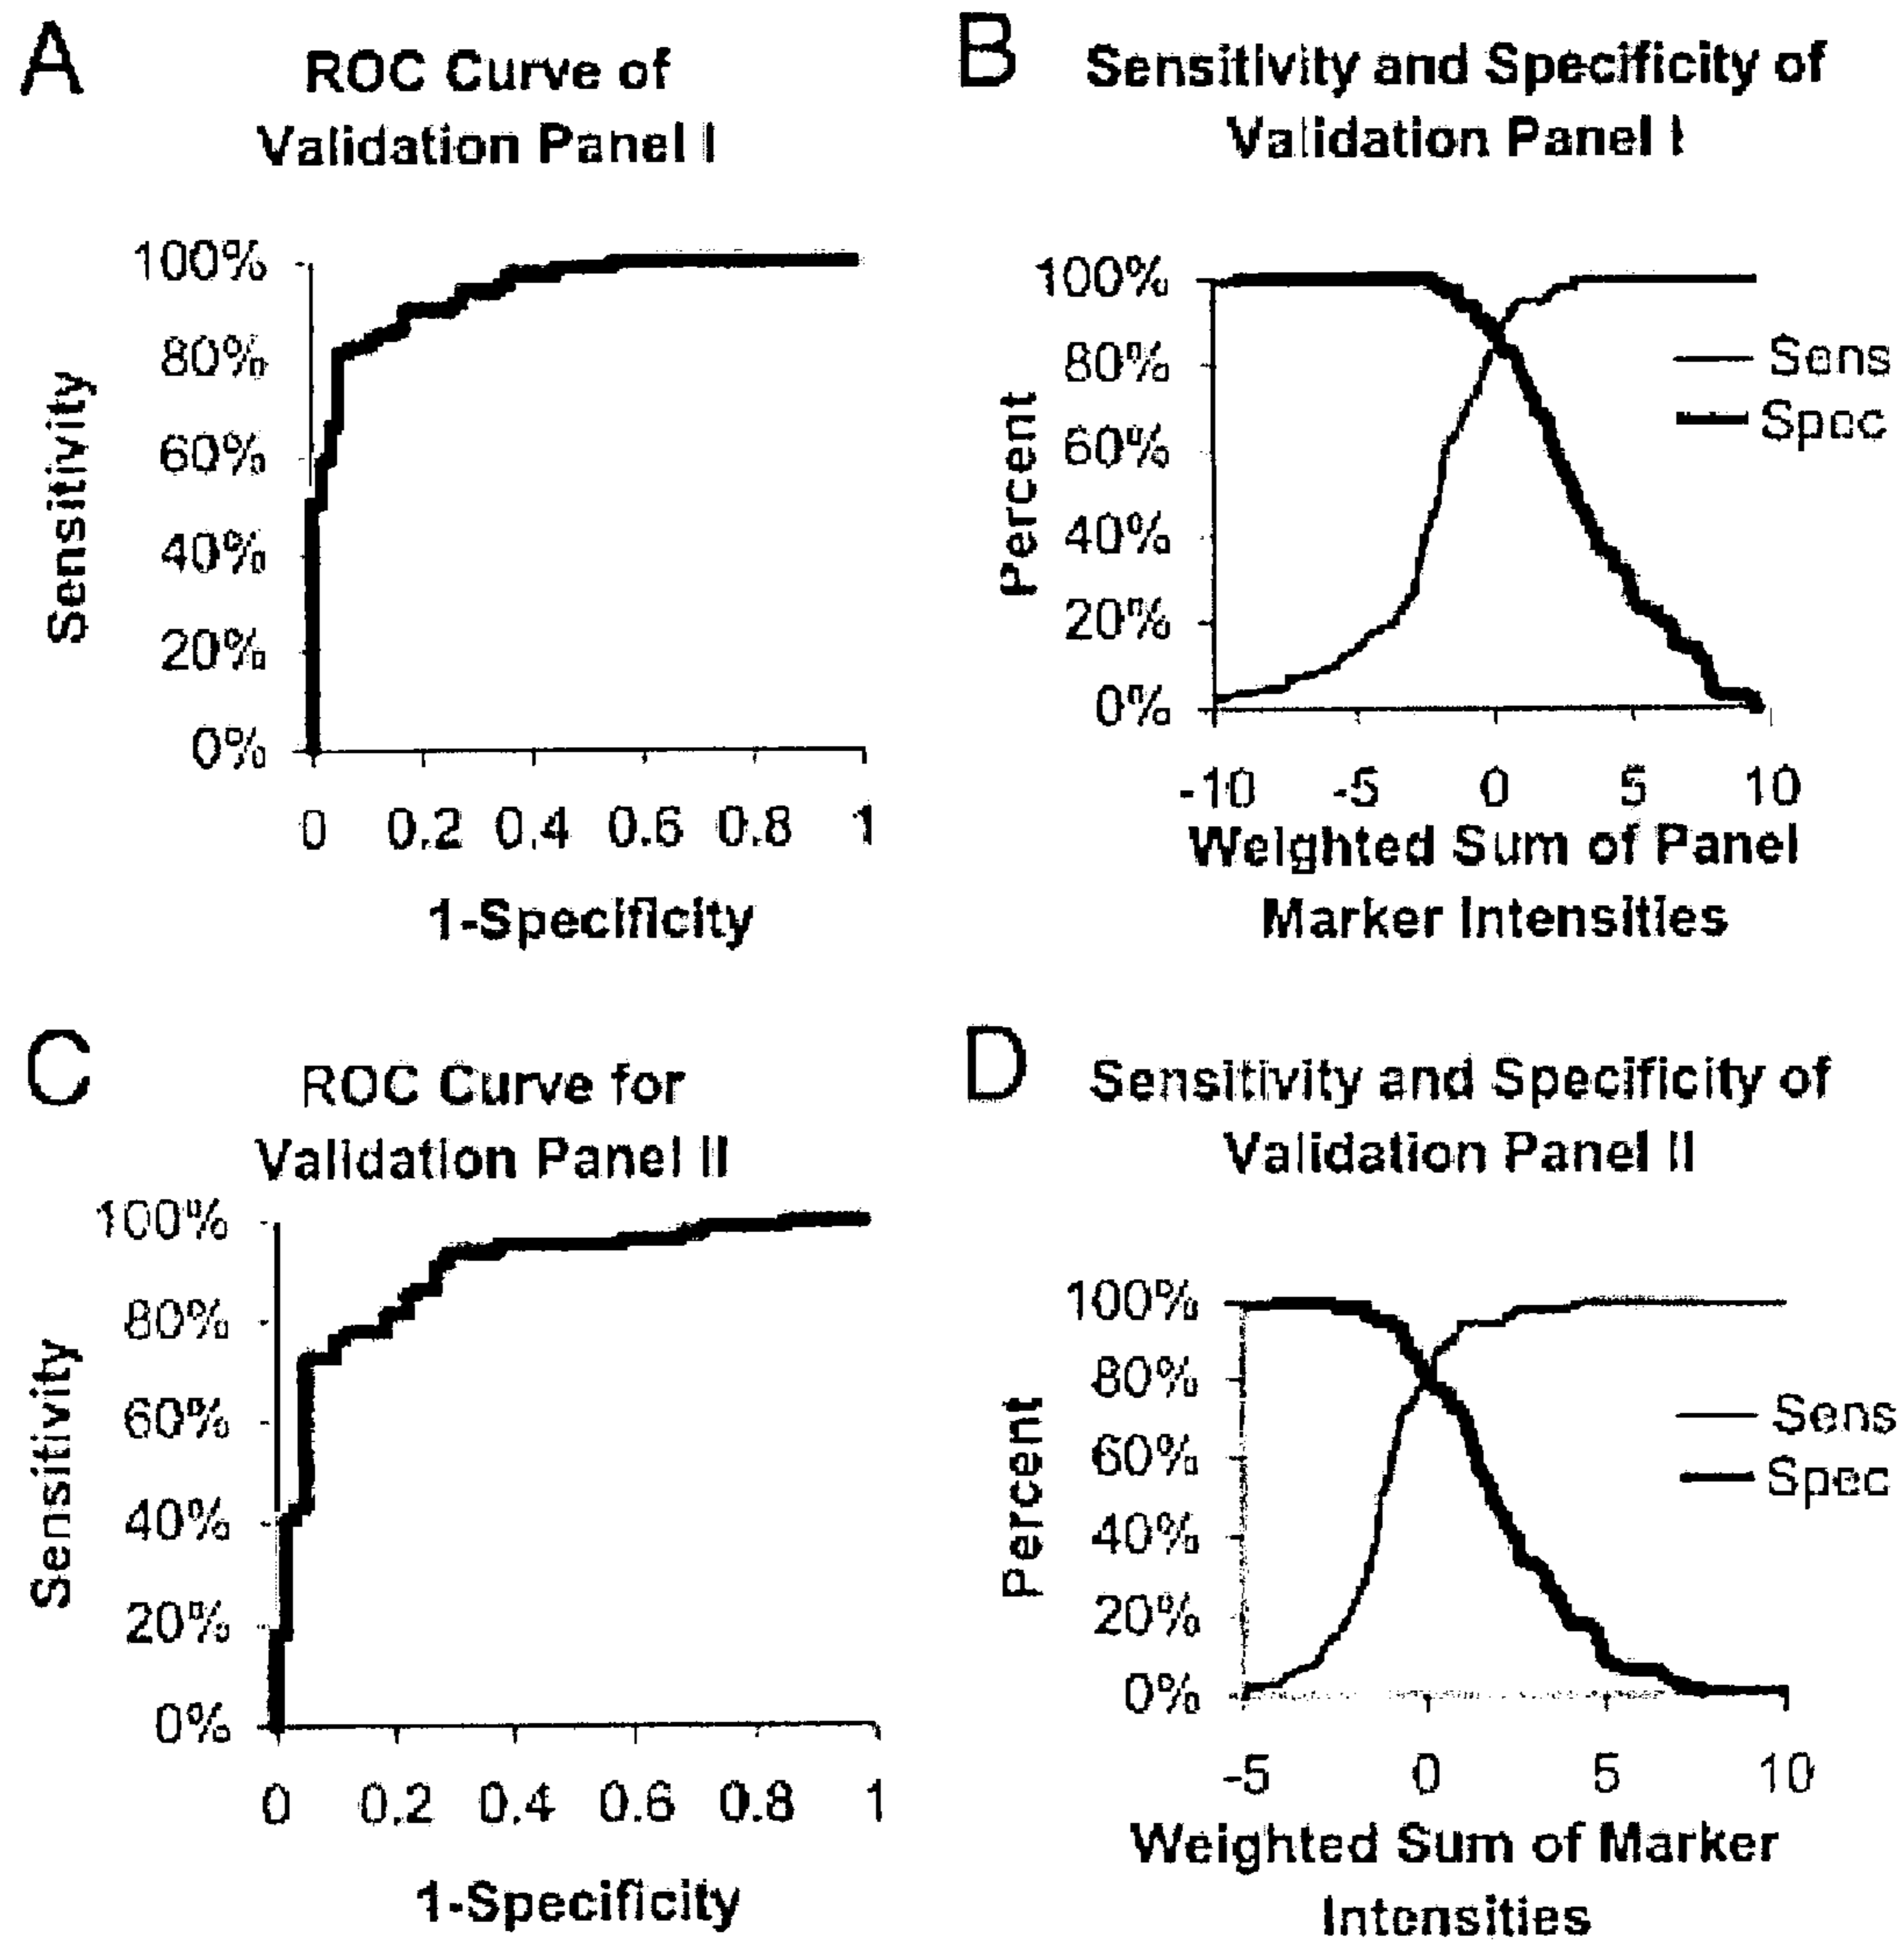 A
ROC Curve of
Validation Panel I
100%
80%
60%
40%
20%
0%
Sensitivity
0 0.2 0.4 0.6 0.8 1
1-Specificity
B
Sensitivity and Specificity of
Validation Panel I
100%
80%
60%
40%
20%
0%
Percent
Sens
Spec
-10 -5 0 5 10
Weighted Sum of Panel
Marker Intensities
C
ROC Curve for
Validation Panel II
100%
80%
60%
40%
20%
0%
Sensitivity
0 0.2 0.4 0.6 0.8 1
1-Specificity
D
Sensitivity and Specificity of
Validation Panel II
100%
80%
60%
40%
20%
0%
Percent
Sens
Spec
-5 0 5 10
Weighted Sum of Marker
Intensities